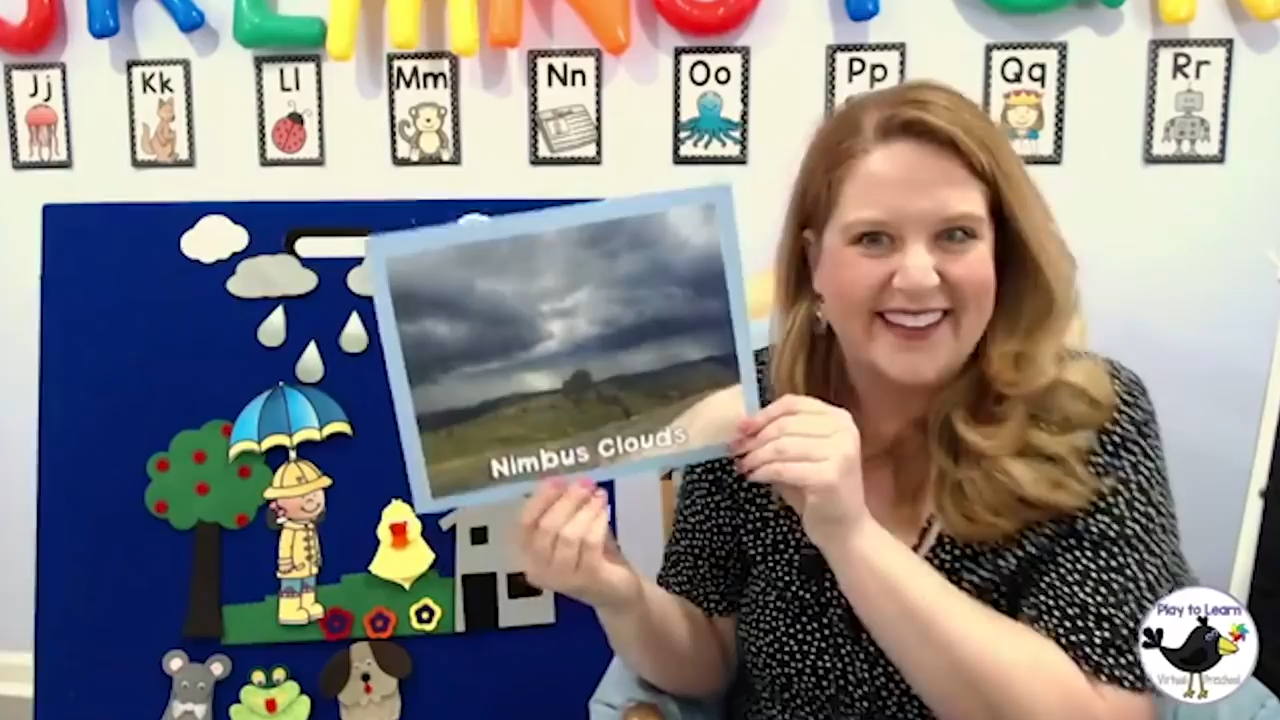 Jj
Kk
Ll
Mm
Nn
Oo
Pp
Qq
Rr
Nimbus Clouds
Play to Learn
Virtual Preschool